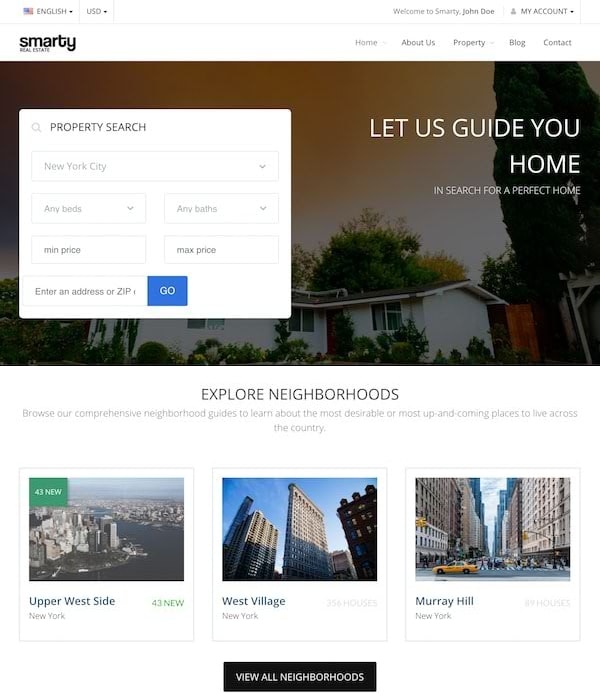 ENGLISH
USD
Welcome to Smarty, John Doe
MY ACCOUNT
smarty
REAL ESTATE
Home
About Us
Property
Blog
Contact
PROPERTY SEARCH
New York City
Any beds
Any baths
min price
max price
Enter an address or ZIP c
GO
LET US GUIDE YOU
HOME
IN SEARCH FOR A PERFECT HOME
EXPLORE NEIGHBORHOODS
Browse our comprehensive neighborhood guides to learn about the most desirable or most up-and-coming places to live across
the country.
43 NEW
Upper West Side
43 NEW
New York
West Village
356 HOUSES
New York
Murray Hill
89 HOUSES
New York
VIEW ALL NEIGHBORHOODS